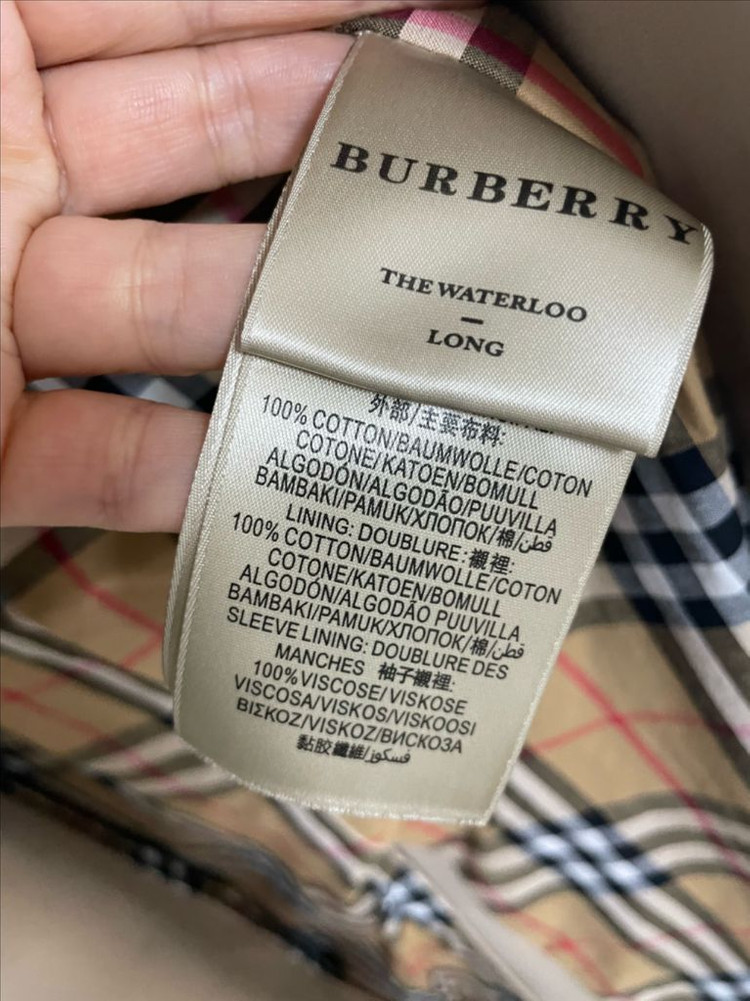 BURBERRY
THE WATERLOO
–
LONG
外部/主要布料:
100% COTTON/BAUMWOLLE/COTON
COTONE/KATOEN/BOMULL
ALGODÓN/ALGODÃO/PUUVILLA
BAMBAKI/PAMUK/ХЛОПОК/棉/قطن
LINING: DOUBLURE:襯裡:
100% COTTON/BAUMWOLLE/COTON
COTONE/KATOEN/BOMULL
ALGODÓN/ALGODÃO PUUVILLA
BAMBAKI/PAMUK/ХЛОПОК/棉/قطن
SLEEVE LINING: DOUBLURE DES
MANCHES 袖子襯裡:
100% VISCOSE/VISKOSE
VISCOSA/VISKOS/VISKOOSI
ΒΙΣΚΟΖ/VISKOZ/ВИСКОЗА
黏胶纖維/فسكوز